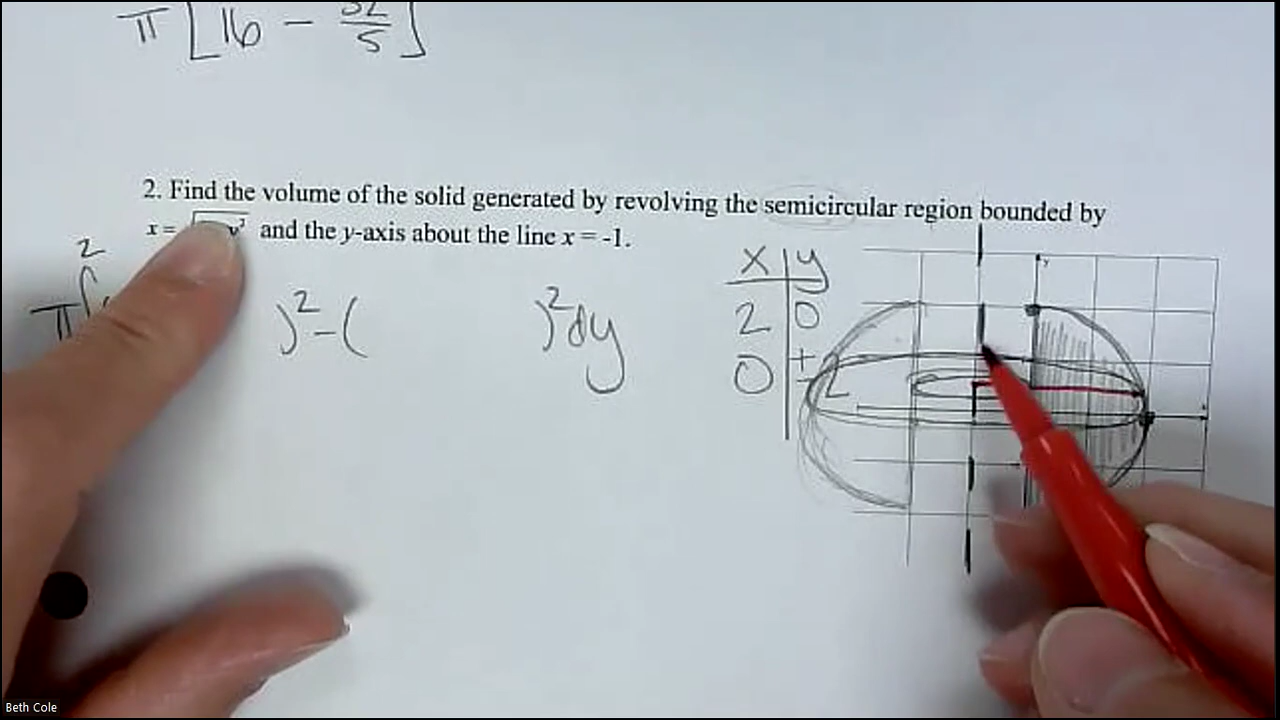 π [16 - 32/5]
2. Find the volume of the solid generated by revolving the semicircular region bounded by
x = √ y² and the y-axis about the line x = -1.
x | y
2 | 0
0 | ±2
2
π∫ ( )² - ( )² dy
y
Beth Cole